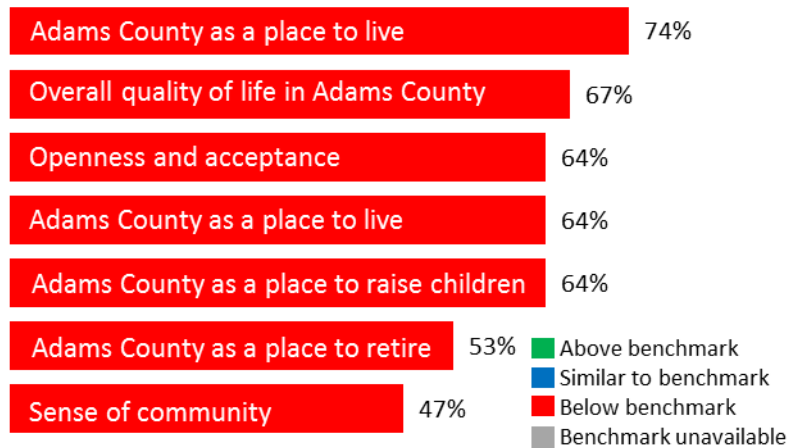 Adams County as a place to live 74%
Overall quality of life in Adams County 67%
Openness and acceptance 64%
Adams County as a place to live 64%
Adams County as a place to raise children 64%
Adams County as a place to retire 53%
Sense of community 47%
Above benchmark
Similar to benchmark
Below benchmark
Benchmark unavailable